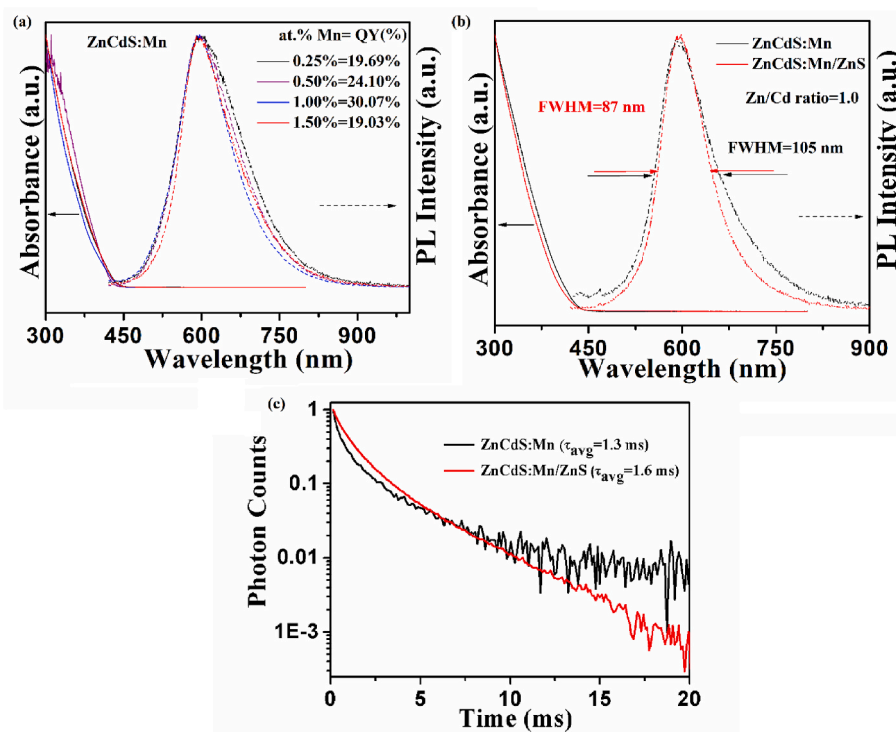 (a)
ZnCdS:Mn
at.% Mn= QY(%)
0.25%=19.69%
0.50%=24.10%
1.00%=30.07%
1.50%=19.03%
Absorbance (a.u.)
PL Intensity (a.u.)
300 450 600 750 900
Wavelength (nm)
(b)
ZnCdS:Mn
ZnCdS:Mn/ZnS
Zn/Cd ratio=1.0
FWHM=87 nm
FWHM=105 nm
Absorbance (a.u.)
PL Intensity (a.u.)
300 450 600 750 900
Wavelength (nm)
(c)
ZnCdS:Mn (τavg=1.3 ms)
ZnCdS:Mn/ZnS (τavg=1.6 ms)
Photon Counts
1
0.1
0.01
1E-3
0 5 10 15 20
Time (ms)